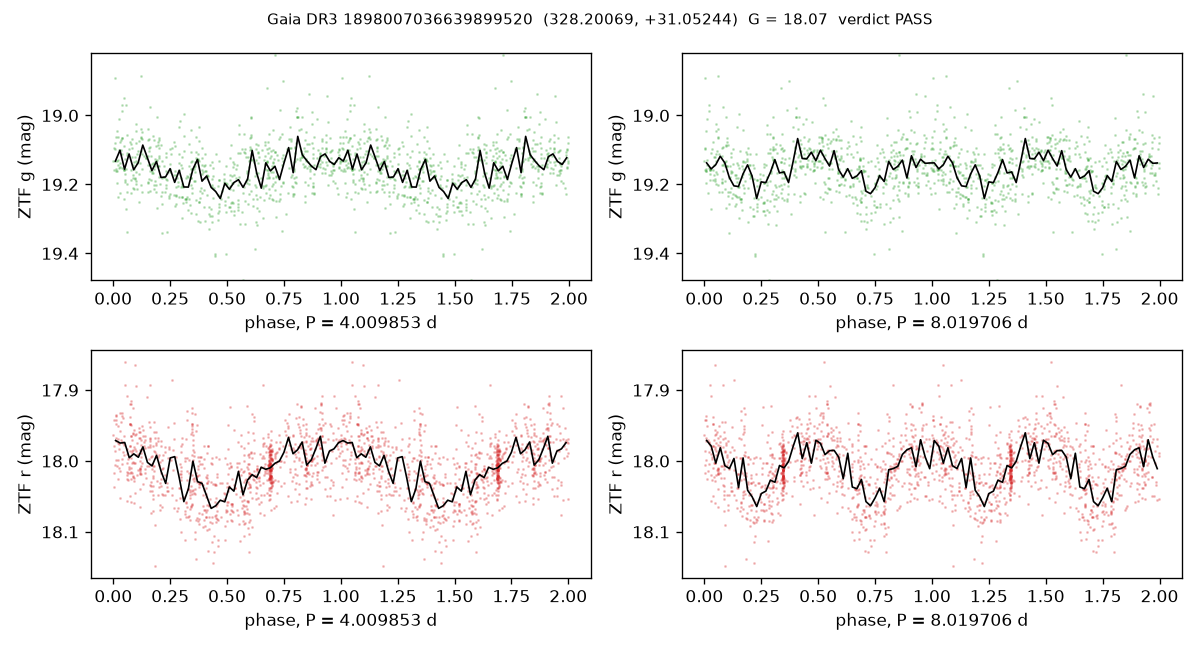 Gaia DR3 1898007036639899520  (328.20069, +31.05244)  G = 18.07  verdict PASS
ZTF g (mag)
19.0
19.2
19.4
0.00 0.25 0.50 0.75 1.00 1.25 1.50 1.75 2.00
phase, P = 4.009853 d
ZTF g (mag)
19.0
19.2
19.4
0.00 0.25 0.50 0.75 1.00 1.25 1.50 1.75 2.00
phase, P = 8.019706 d
ZTF r (mag)
17.9
18.0
18.1
0.00 0.25 0.50 0.75 1.00 1.25 1.50 1.75 2.00
phase, P = 4.009853 d
ZTF r (mag)
17.9
18.0
18.1
0.00 0.25 0.50 0.75 1.00 1.25 1.50 1.75 2.00
phase, P = 8.019706 d